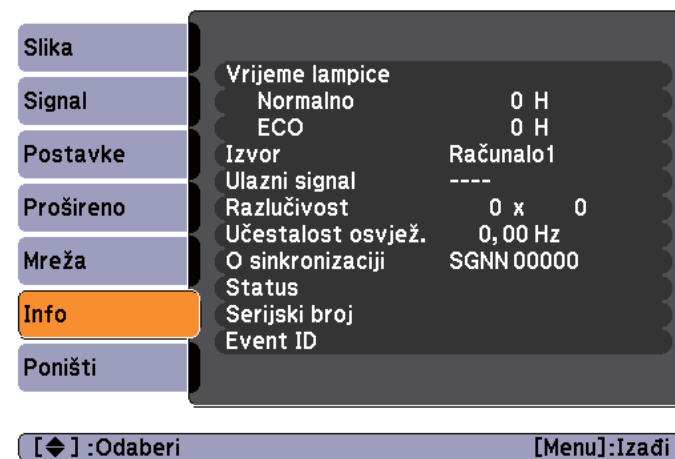 Slika
Signal
Postavke
Prošireno
Mreža
Info
Poništi
Vrijeme lampice
Normalno 0 H
ECO 0 H
Izvor Računalo1
Ulazni signal ----
Razlučivost 0 x 0
Učestalost osvjež. 0,00 Hz
O sinkronizaciji SGNN 00000
Status
Serijski broj
Event ID
[◆] :Odaberi [Menu]:Izađi